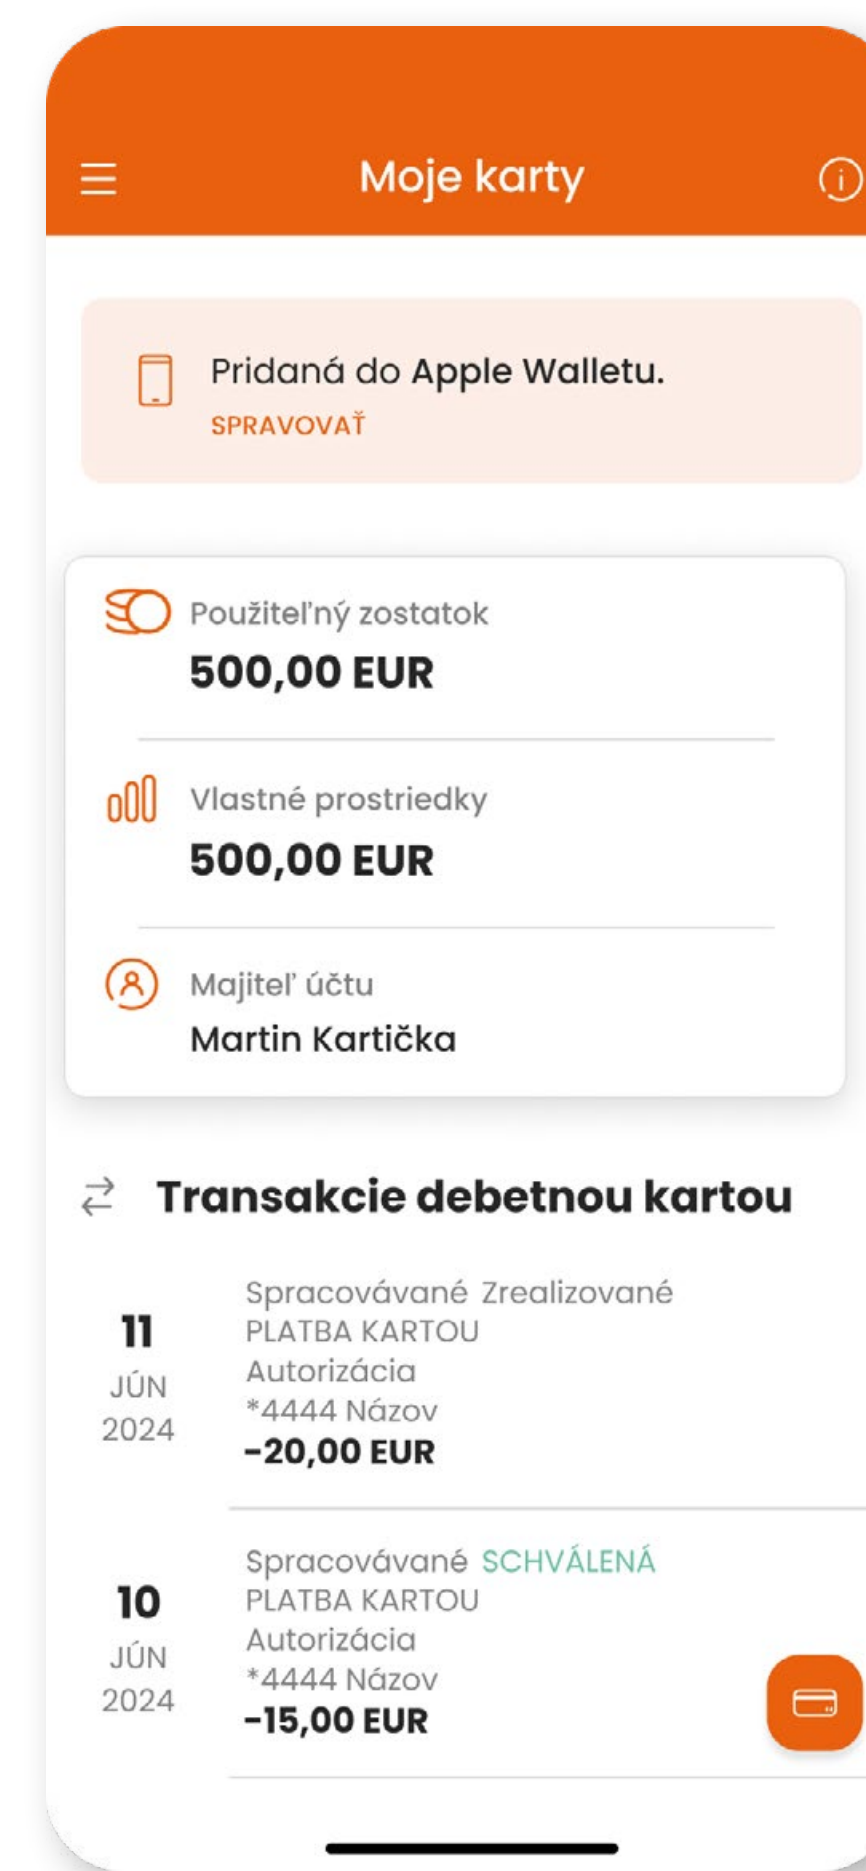 Moje karty
Pridaná do Apple Walletu.
SPRAVOVAŤ
Použiteľný zostatok
500,00 EUR
Vlastné prostriedky
500,00 EUR
Majiteľ účtu
Martin Kartička
Transakcie debetnou kartou
11
JÚN
2024
Spracovávané Zrealizované
PLATBA KARTOU
Autorizácia
*4444 Názov
-20,00 EUR
10
JÚN
2024
Spracovávané SCHVÁLENÁ
PLATBA KARTOU
Autorizácia
*4444 Názov
-15,00 EUR